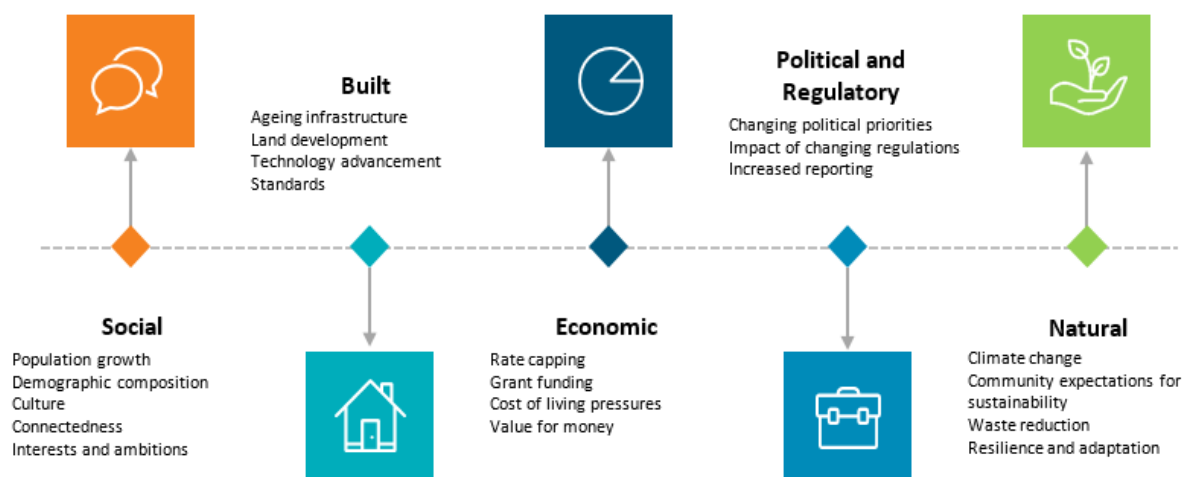 Built
Ageing infrastructure
Land development
Technology advancement
Standards
Political and
Regulatory
Changing political priorities
Impact of changing regulations
Increased reporting
Social
Population growth
Demographic composition
Culture
Connectedness
Interests and ambitions
Economic
Rate capping
Grant funding
Cost of living pressures
Value for money
Natural
Climate change
Community expectations for
sustainability
Waste reduction
Resilience and adaptation